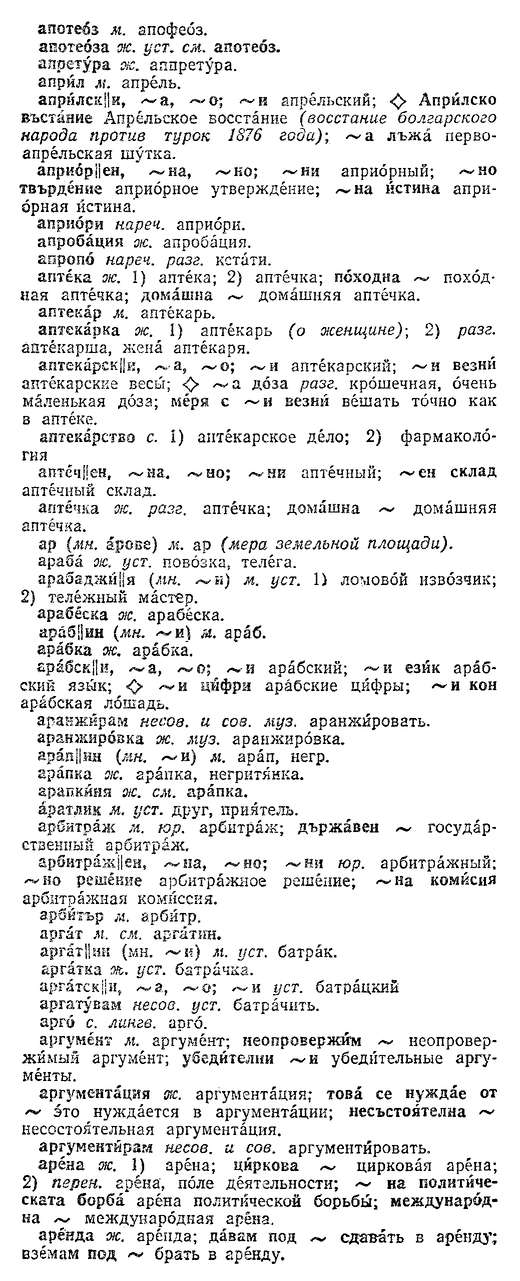 апотео́з м. апофео́з.
апотео́за ж. уст. см. апотео́з.
апрету́ра ж. аппрету́ра.
апри́л м. апре́ль.
апри́лск||и, ~а, ~о; ~и апре́льский; ◇ Апри́лско
въста́ние Апре́льское восста́ние (восстание болгарского
народа против турок 1876 года); ~а лъжа́ перво-
апре́льская шу́тка.
априо́р||ен, ~на, ~но; ~ни априо́рный; ~но
твърде́ние априо́рное утвержде́ние; ~на и́стина апри-
о́рная и́стина.
априо́ри нареч. априо́ри.
апроба́ция ж. апроба́ция.
апропо́ нареч. разг. кста́ти.
апте́ка ж. 1) апте́ка; 2) апте́чка; похо́дна ~ похо́д-
ная апте́чка; дома́шна ~ дома́шняя апте́чка.
аптека́р м. апте́карь.
аптека́рка ж. 1) апте́карь (о женщине); 2) разг.
апте́карша, жена́ апте́каря.
аптека́рск||и, ~а, ~о; ~и апте́карский; ~и везни́
апте́карские весы́; ◇ ~а до́за разг. кро́шечная, о́чень
ма́ленькая до́за; ме́ря с ~и везни́ ве́шать то́чно как
в апте́ке.
аптека́рство с. 1) апте́карское де́ло; 2) фармаколо́-
гия
апте́ч||ен, ~на, ~но; ~ни апте́чный; ~ен склад
апте́чный склад.
апте́чка ж. разг. апте́чка; дома́шна ~ дома́шняя
апте́чка.
ар (мн. а́рове) м. ар (мера земельной площади).
араба́ ж. уст. пово́зка, теле́га.
арабаджи́||я (мн. ~и) м. уст. 1) ломово́й изво́зчик;
2) теле́жный ма́стер.
арабе́ска ж. арабе́ска.
ара́б||ин (мн. ~и) м. ара́б.
ара́бка ж. ара́бка.
ара́бск||и, ~а, ~о; ~и ара́бский; ~и ези́к ара́б-
ский язы́к; ◇ ~и ци́фри ара́бские ци́фры; ~и кон
ара́бская ло́шадь.
аранжи́рам несов. и сов. муз. аранжи́ровать.
аранжиро́вка ж. муз. аранжиро́вка.
ара́п||ин (мн. ~и) м. ара́п, негр.
ара́пка ж. ара́пка, негритя́нка.
арапки́ня ж. см. ара́пка.
а́ратлик м. уст. друг, прия́тель.
арбитра́ж м. юр. арбитра́ж; държа́вен ~ госуда́р-
ственный арбитра́ж.
арбитра́ж||ен, ~на, ~но; ~ни юр. арбитра́жный;
~но реше́ние арбитра́жное реше́ние; ~на коми́сия
арбитра́жная коми́ссия.
арби́тър м. арби́тр.
арга́т м. см. арга́тин.
арга́т||ин (мн. ~и) м. уст. батра́к.
арга́тка ж. уст. батра́чка.
арга́тск||и, ~а, ~о; ~и уст. батра́цкий
аргату́вам несов. уст. батра́чить.
арго́ с. лингв. арго́.
аргуме́нт м. аргуме́нт; неопровержи́м ~ неопровер-
жи́мый аргуме́нт; убеди́телни ~и убеди́тельные аргу-
ме́нты.
аргумента́ция ж. аргумента́ция; това́ се нужда́е от
~ э́то нужда́ется в аргумента́ции; несъстоя́телна ~
несостоя́тельная аргумента́ция.
аргументи́рам несов. и сов. аргументи́ровать.
аре́на ж. 1) аре́на; ци́ркова ~ циркова́я аре́на;
2) перен. аре́на, по́ле де́ятельности; ~ на полити́че-
ската борба́ аре́на полити́ческой борьбы́; междунаро́д-
на ~ междунаро́дная аре́на.
аре́нда ж. аре́нда; да́вам под ~ сдава́ть в аре́нду;
взе́мам под ~ брать в аре́нду.